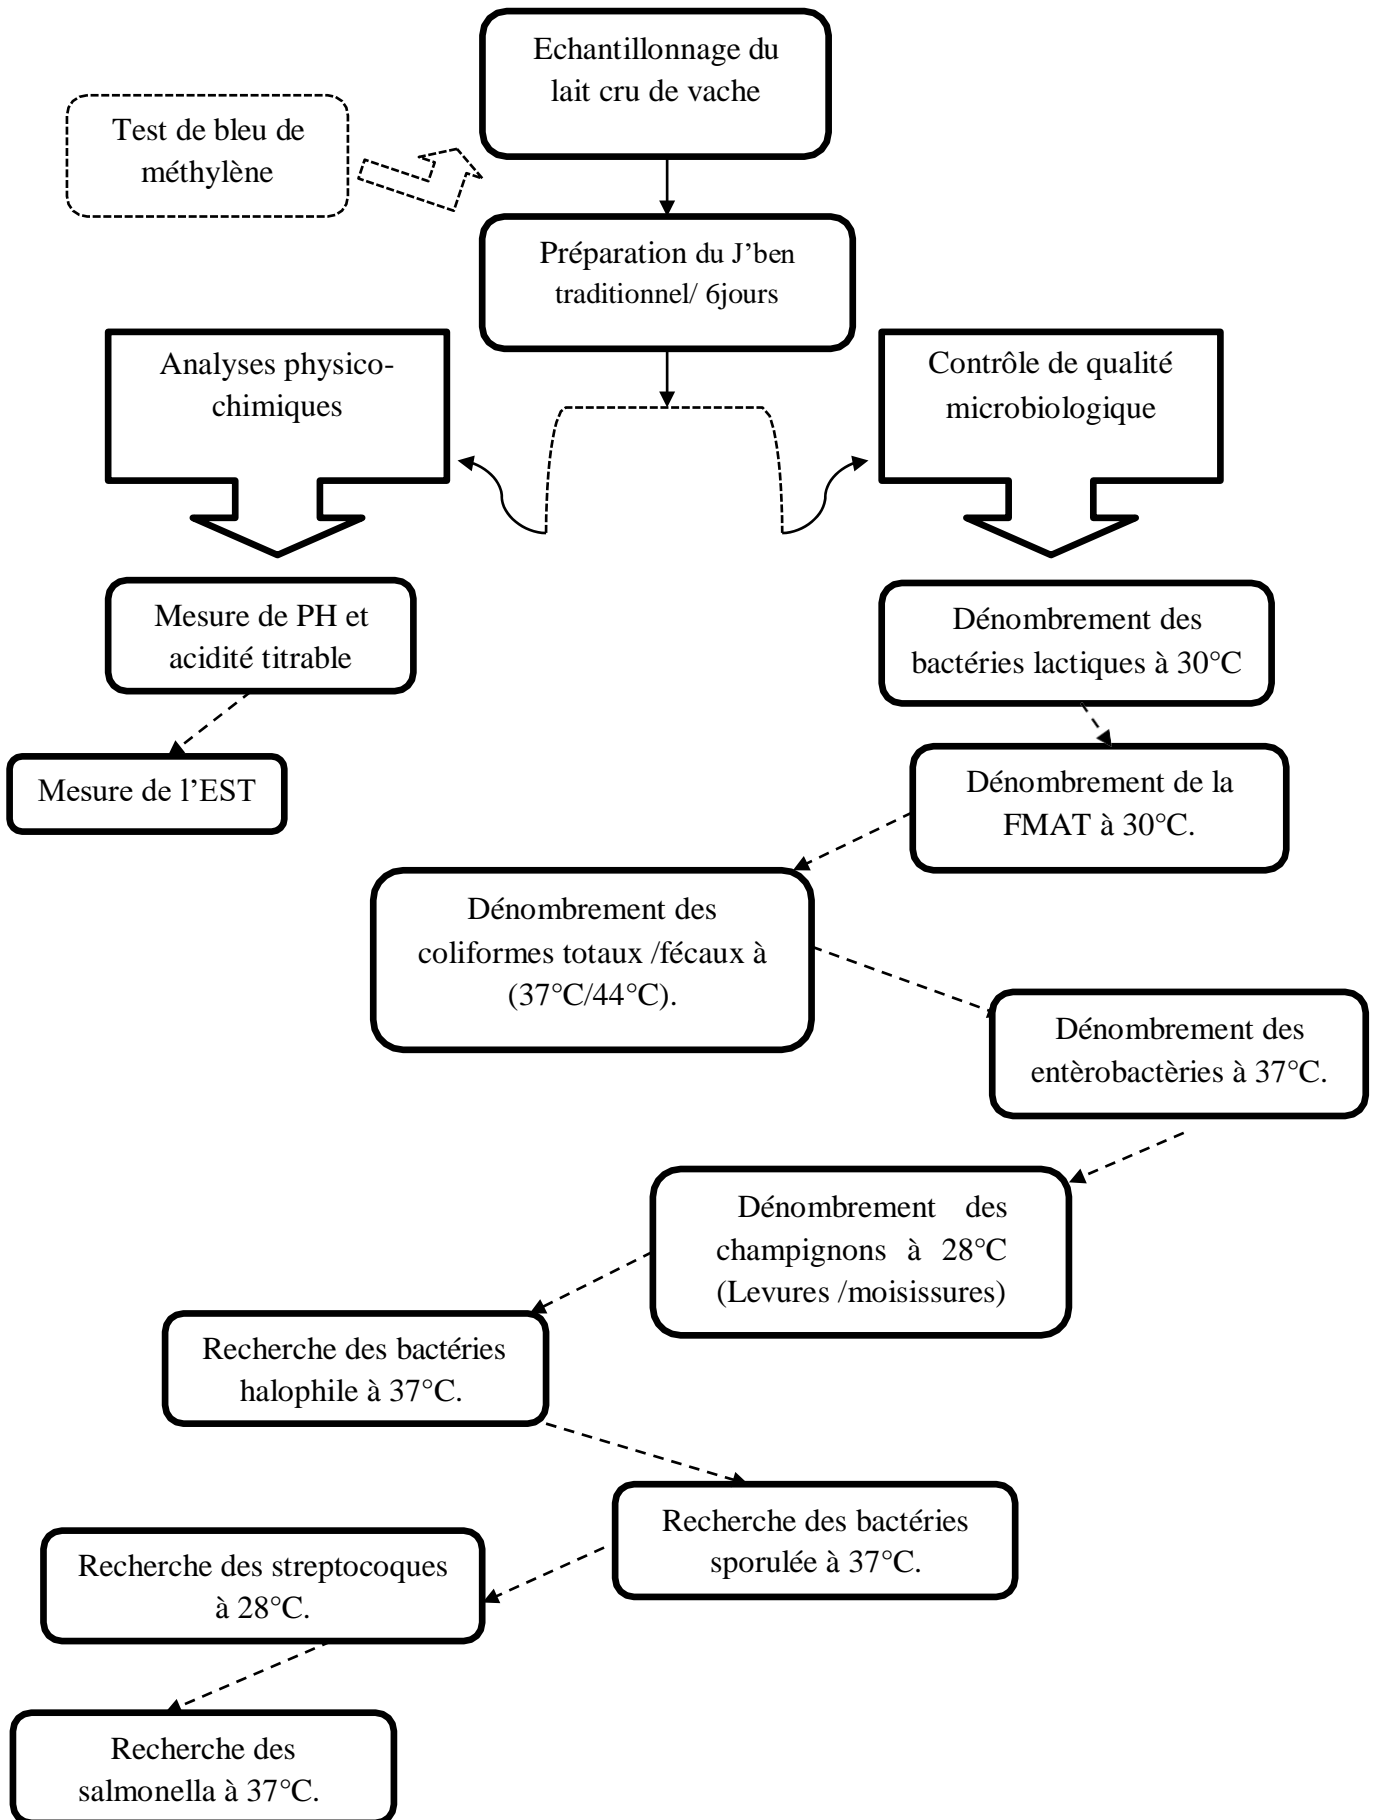 Echantillonnage du
lait cru de vache
Test de bleu de
méthylène
Préparation du J’ben
traditionnel/ 6jours
Analyses physico-
chimiques
Contrôle de qualité
microbiologique
Mesure de PH et
acidité titrable
Mesure de l’EST
Dénombrement des
bactéries lactiques à 30°C
Dénombrement de la
FMAT à 30°C.
Dénombrement des
coliformes totaux /fécaux à
(37°C/44°C).
Dénombrement des
entèrobactèries à 37°C.
Dénombrement des
champignons à 28°C
(Levures /moisissures)
Recherche des bactéries
halophile à 37°C.
Recherche des bactéries
sporulée à 37°C.
Recherche des streptocoques
à 28°C.
Recherche des
salmonella à 37°C.